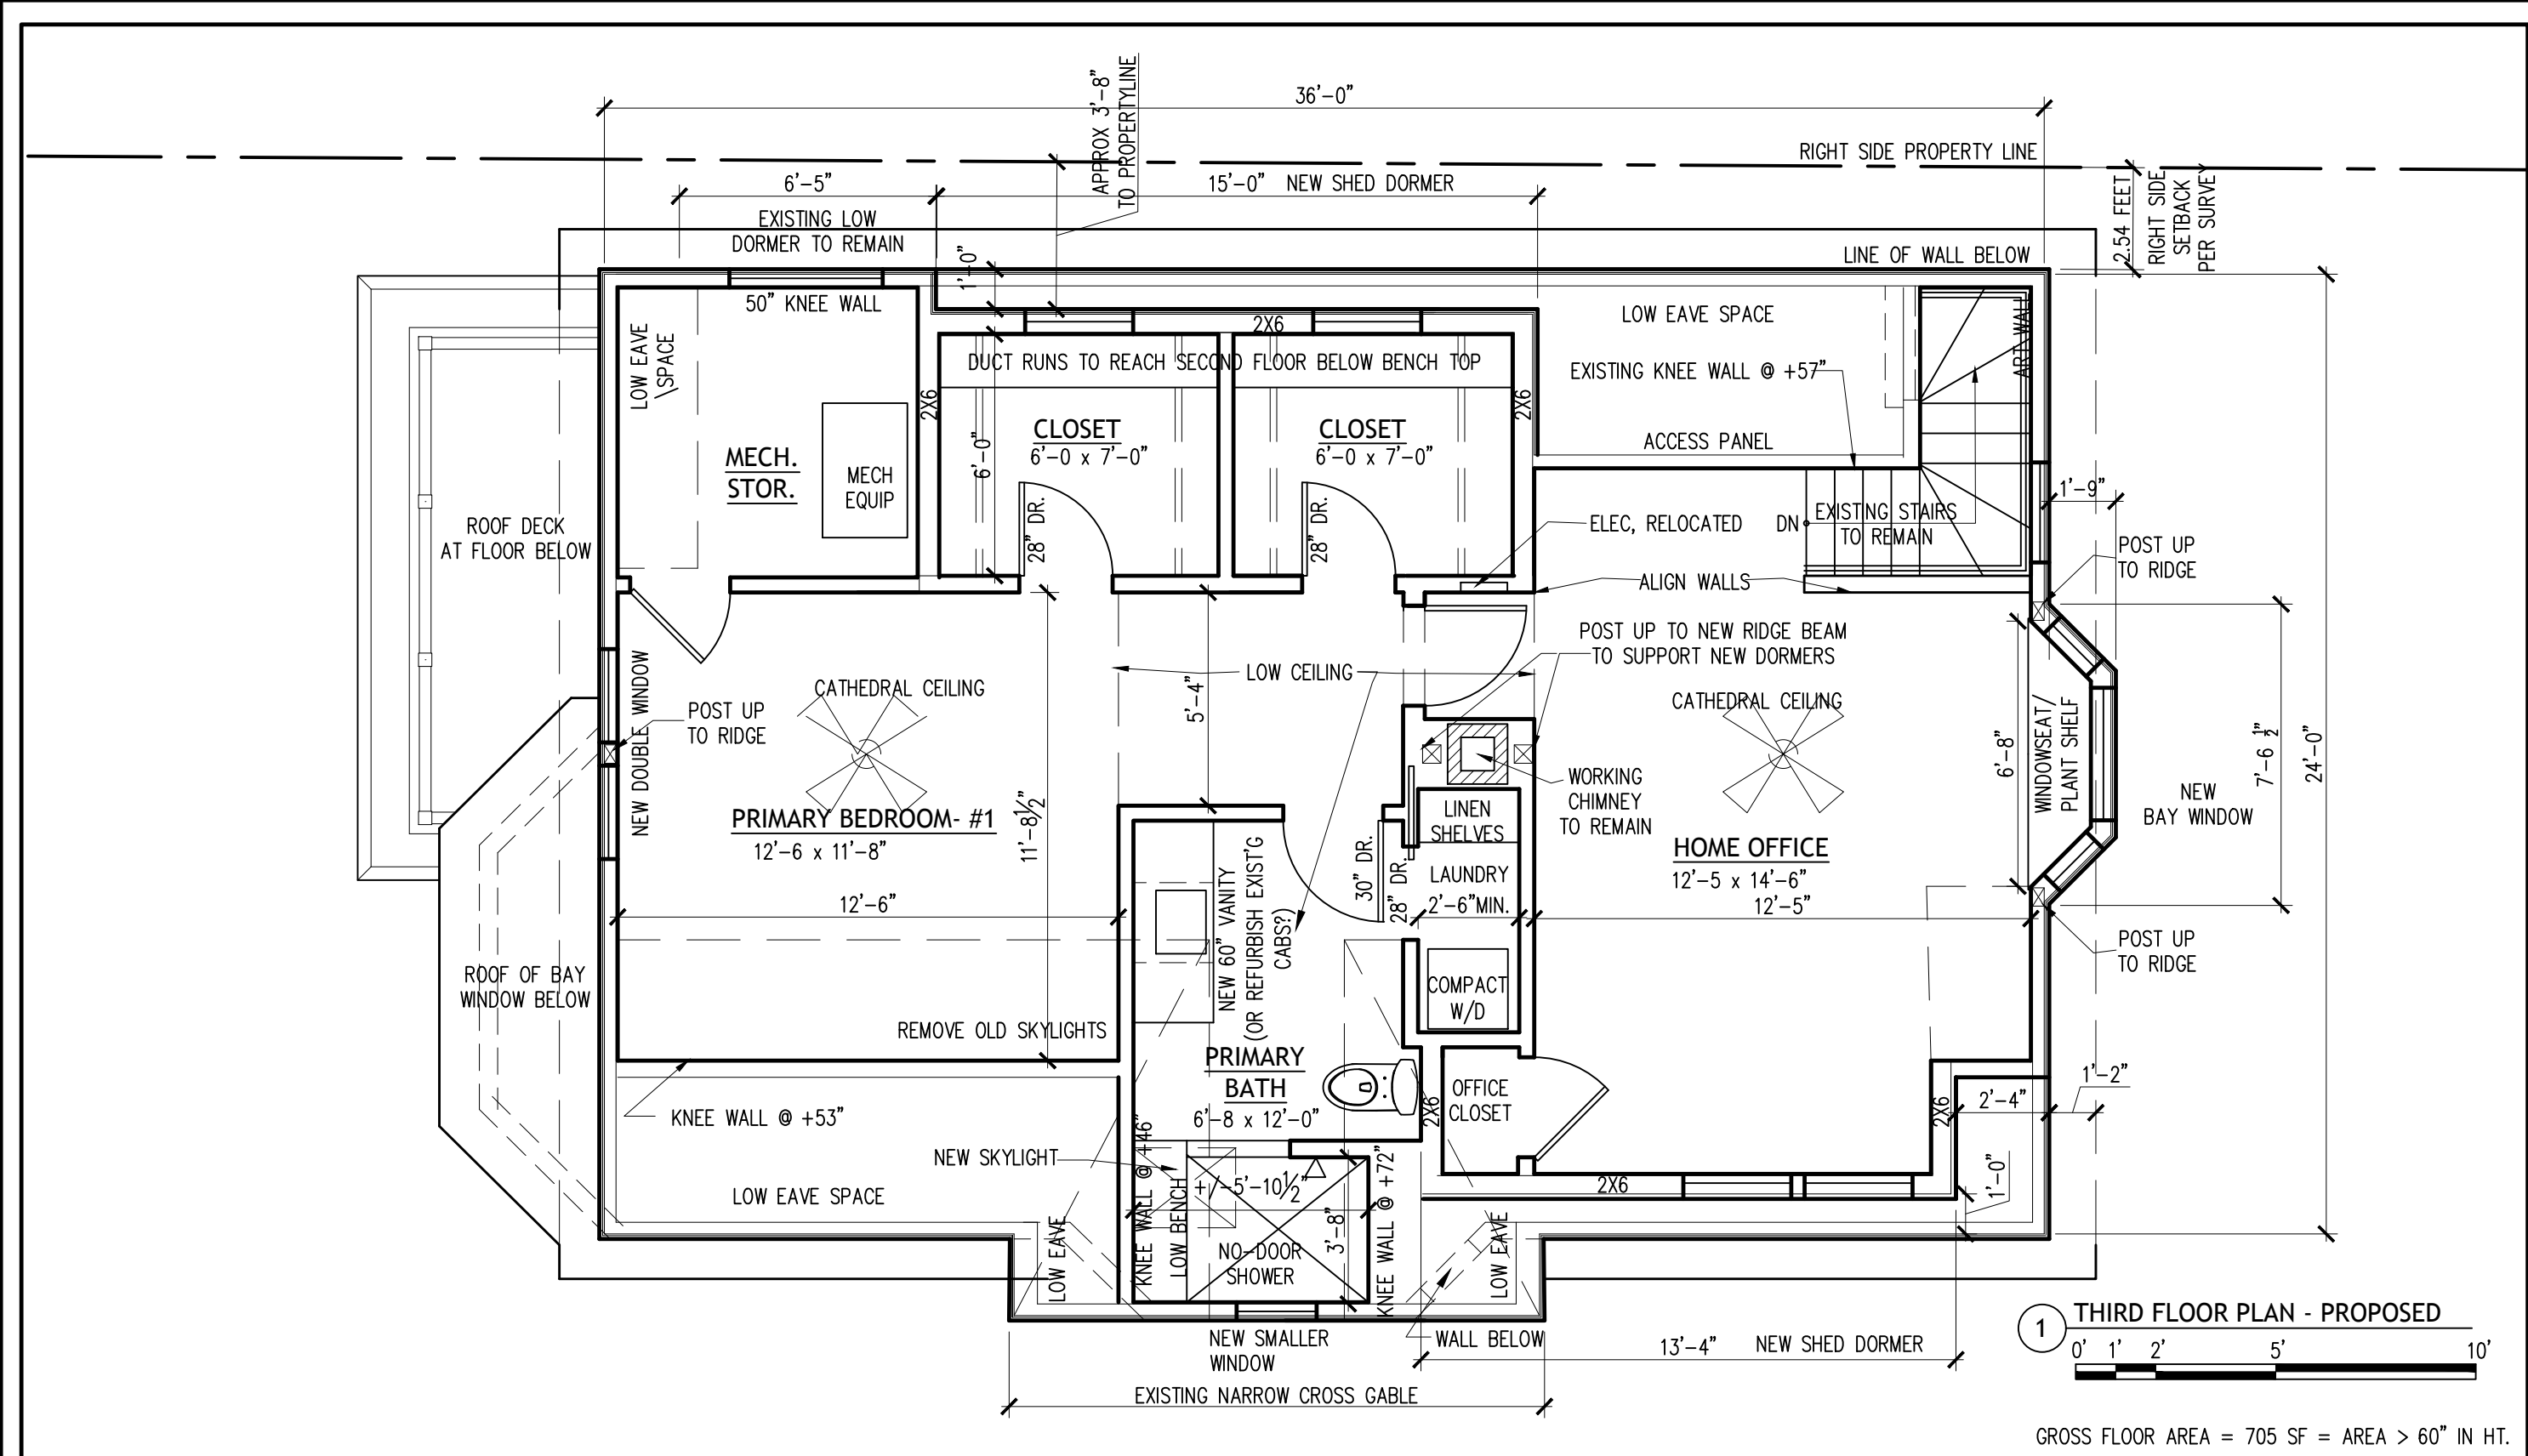 36'-0"
APPROX 3'-8"
TO PROPERTYLINE
RIGHT SIDE PROPERTY LINE
6'-5"
15'-0" NEW SHED DORMER
2.54 FEET
RIGHT SIDE
SETBACK
PER SURVEY
EXISTING LOW
DORMER TO REMAIN
LINE OF WALL BELOW
1'-0"
50" KNEE WALL
LOW EAVE
\SPACE
2X6
LOW EAVE SPACE
ART WALL
DUCT RUNS TO REACH SECOND FLOOR BELOW BENCH TOP
EXISTING KNEE WALL @ +57"
2X6
2X6
6'-0"
CLOSET
6'-0 x 7'-0"
CLOSET
6'-0 x 7'-0"
ACCESS PANEL
MECH.
STOR.
MECH
EQUIP
1'-9"
28" DR.
28" DR.
ELEC, RELOCATED
DN
EXISTING STAIRS
TO REMAIN
ROOF DECK
AT FLOOR BELOW
POST UP
TO RIDGE
ALIGN WALLS
POST UP TO NEW RIDGE BEAM
TO SUPPORT NEW DORMERS
NEW DOUBLE WINDOW
CATHEDRAL CEILING
LOW CEILING
5'-4"
CATHEDRAL CEILING
POST UP
TO RIDGE
6'-8"
WINDOWSEAT/
PLANT SHELF
7'-6 1/2"
24'-0"
WORKING
CHIMNEY
TO REMAIN
NEW
BAY WINDOW
PRIMARY BEDROOM- #1
12'-6 x 11'-8"
11'-8 1/2"
LINEN
SHELVES
HOME OFFICE
12'-5 x 14'-6"
12'-5"
30" DR.
28" DR.
LAUNDRY
2'-6"MIN.
12'-6"
NEW 60" VANITY
(OR REFURBISH EXIST'G
CABS?)
POST UP
TO RIDGE
ROOF OF BAY
WINDOW BELOW
COMPACT
W/D
REMOVE OLD SKYLIGHTS
PRIMARY
BATH
6'-8 x 12'-0"
OFFICE
CLOSET
2X6
2X6
2'-4"
1'-2"
KNEE WALL @ +53"
NEW SKYLIGHT
KNEE WALL @ +46"
LOW BENCH
+/-5'-10 1/2"
KNEE WALL @ +72"
2X6
1'-0"
LOW EAVE SPACE
LOW EAVE
3'-8"
NO-DOOR
SHOWER
LOW EAVE
NEW SMALLER
WINDOW
WALL BELOW
13'-4" NEW SHED DORMER
EXISTING NARROW CROSS GABLE
1 THIRD FLOOR PLAN - PROPOSED
0' 1' 2' 5' 10'
GROSS FLOOR AREA = 705 SF = AREA > 60" IN HT.